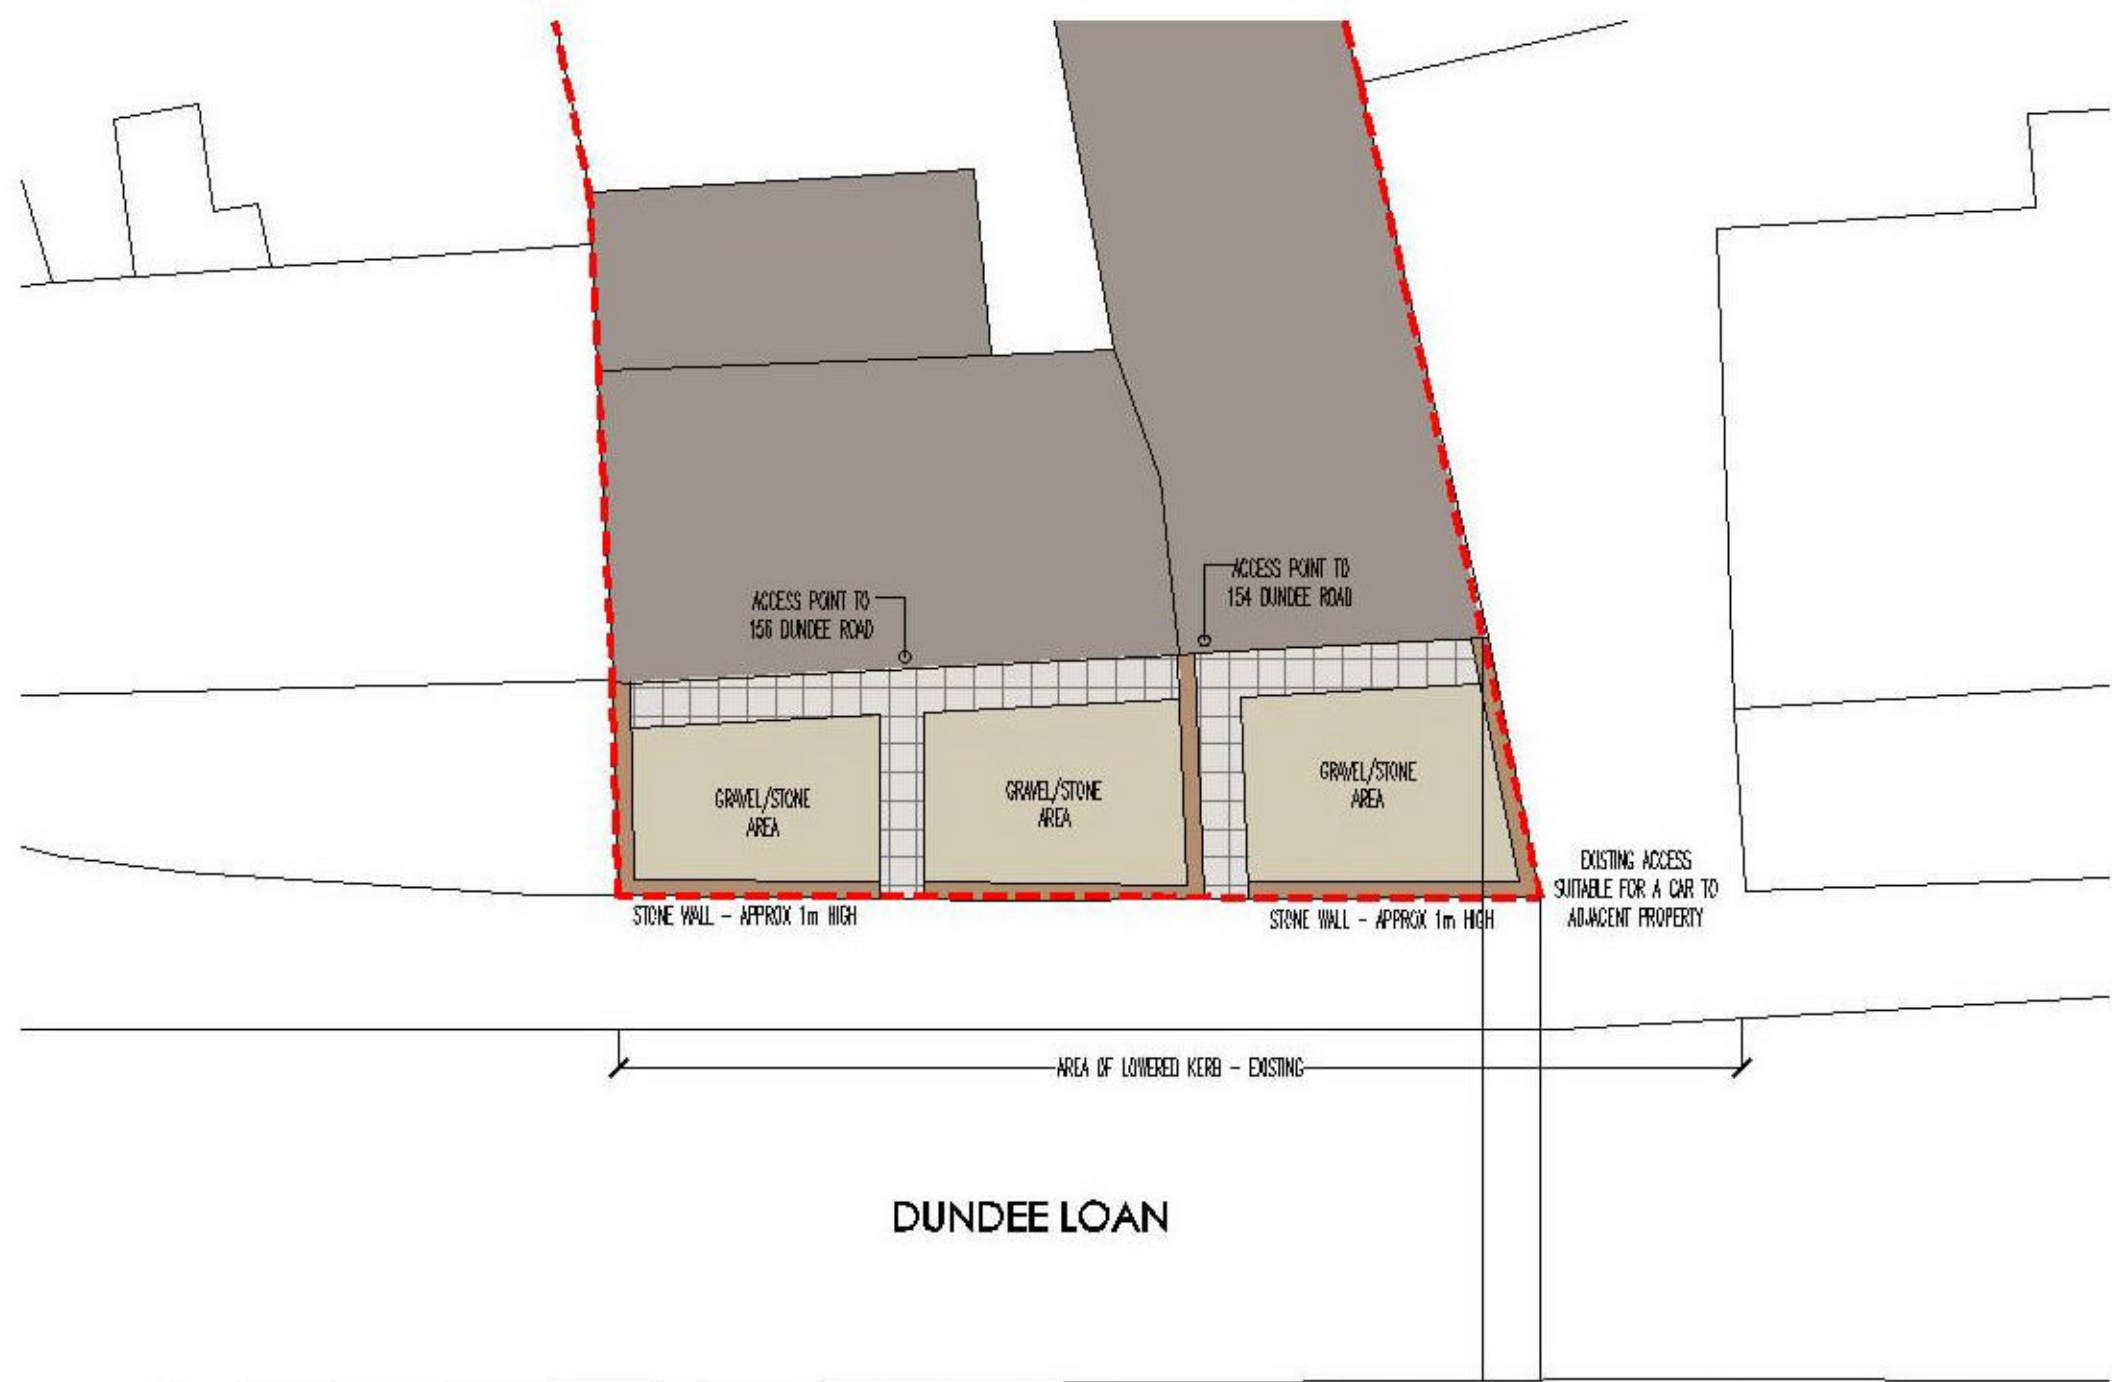 ACCESS POINT TO
154 DUNDEE ROAD
ACCESS POINT TO
156 DUNDEE ROAD
GRAVEL/STONE
AREA
GRAVEL/STONE
AREA
GRAVEL/STONE
AREA
EXISTING ACCESS
SUITABLE FOR A CAR TO
ADJACENT PROPERTY
STONE WALL - APPROX 1m HIGH
STONE WALL - APPROX 1m HIGH
AREA OF LOWERED KERB - EXISTING
DUNDEE LOAN